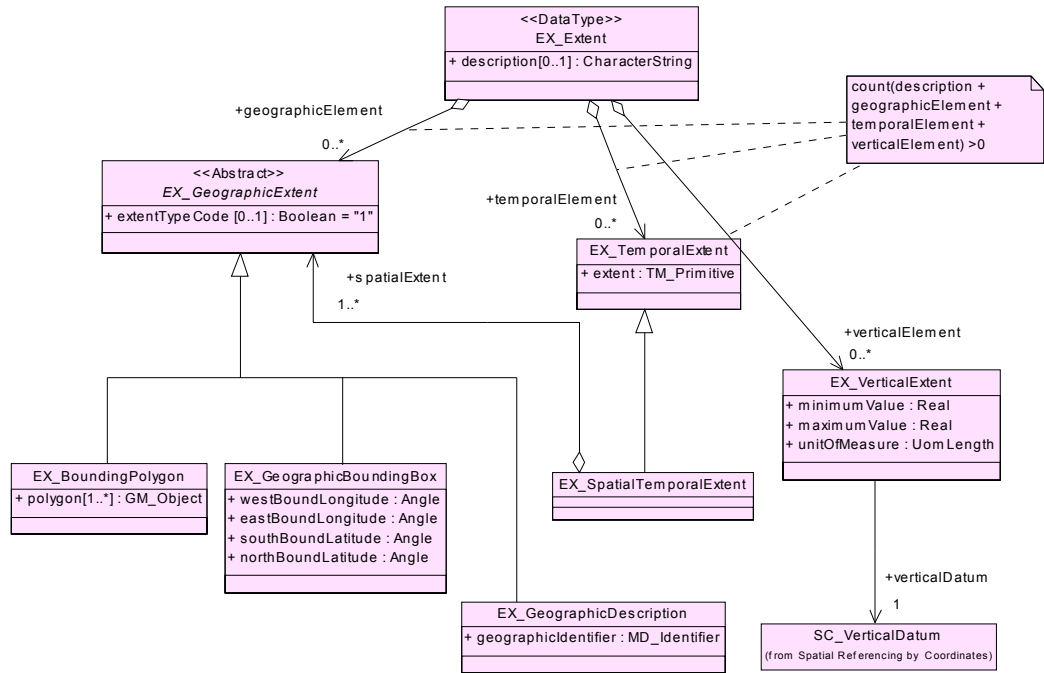 <<DataType>>
EX_Extent
+ description[0..1] : CharacterString
+geographicElement
0..*
count(description +
geographicElement +
temporalElement +
verticalElement) >0
<<Abstract>>
EX_GeographicExtent
+ extentTypeCode [0..1] : Boolean = "1"
+temporalElement
0..*
EX_TemporalExtent
+ extent : TM_Primitive
+spatialExtent
1..*
+verticalElement
0..*
EX_VerticalExtent
+ minimumValue : Real
+ maximumValue : Real
+ unitOfMeasure : UomLength
EX_BoundingPolygon
+ polygon[1..*] : GM_Object
EX_GeographicBoundingBox
+ westBoundLongitude : Angle
+ eastBoundLongitude : Angle
+ southBoundLatitude : Angle
+ northBoundLatitude : Angle
EX_SpatialTemporalExtent
+verticalDatum
1
EX_GeographicDescription
+ geographicIdentifier : MD_Identifier
SC_VerticalDatum
(from Spatial Referencing by Coordinates)